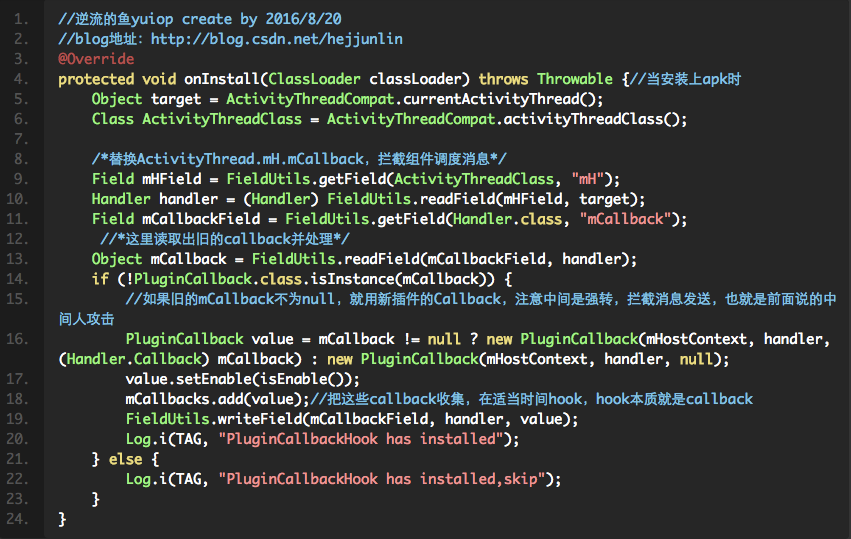 1. //逆流的鱼yuiop create by 2016/8/20
2. //blog地址：http://blog.csdn.net/hejjunlin
3. @Override
4. protected void onInstall(ClassLoader classLoader) throws Throwable {//当安装上apk时
5. Object target = ActivityThreadCompat.currentActivityThread();
6. Class ActivityThreadClass = ActivityThreadCompat.activityThreadClass();
7.
8. /*替换ActivityThread.mH.mCallback，拦截组件调度消息*/
9. Field mHField = FieldUtils.getField(ActivityThreadClass, "mH");
10. Handler handler = (Handler) FieldUtils.readField(mHField, target);
11. Field mCallbackField = FieldUtils.getField(Handler.class, "mCallback");
12. //*这里读取出旧的callback并处理*/
13. Object mCallback = FieldUtils.readField(mCallbackField, handler);
14. if (!PluginCallback.class.isInstance(mCallback)) {
15. //如果旧的mCallback不为null，就用新插件的Callback，注意中间是强转，拦截消息发送，也就是前面说的中
间人攻击
16. PluginCallback value = mCallback != null ? new PluginCallback(mHostContext, handler,
(Handler.Callback) mCallback) : new PluginCallback(mHostContext, handler, null);
17. value.setEnable(isEnable());
18. mCallbacks.add(value);//把这些callback收集，在适当时间hook，hook本质就是callback
19. FieldUtils.writeField(mCallbackField, handler, value);
20. Log.i(TAG, "PluginCallbackHook has installed");
21. } else {
22. Log.i(TAG, "PluginCallbackHook has installed,skip");
23. }
24. }